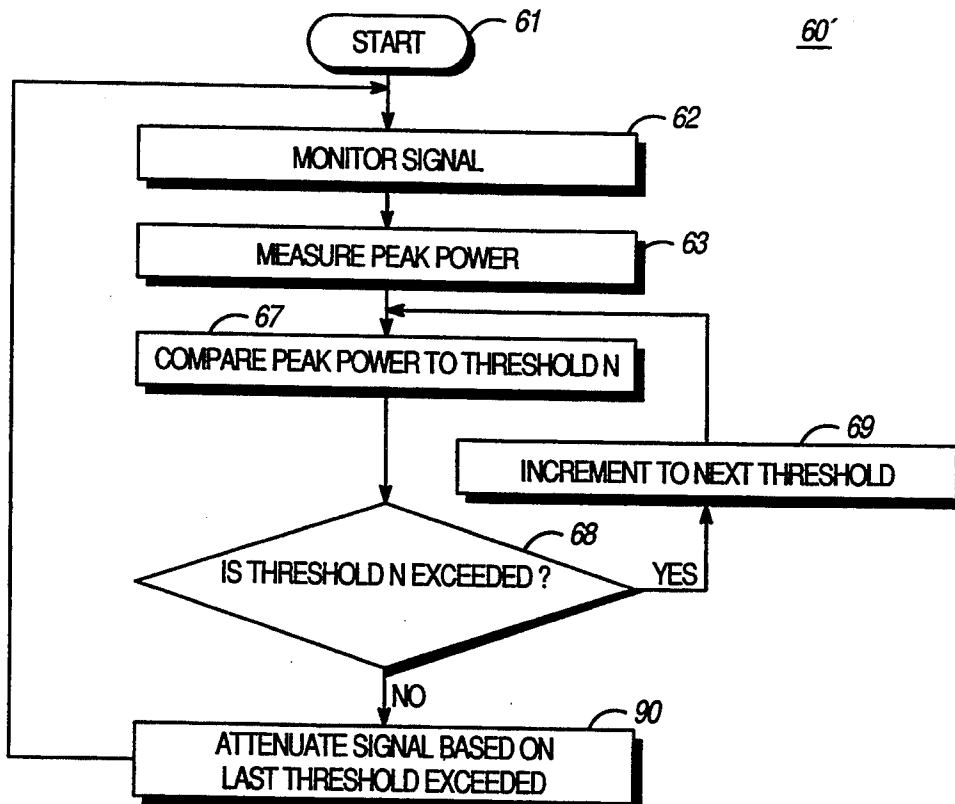 61
60´
START
62
MONITOR SIGNAL
63
MEASURE PEAK POWER
67
COMPARE PEAK POWER TO THRESHOLD N
69
INCREMENT TO NEXT THRESHOLD
68
IS THRESHOLD N EXCEEDED ?
YES
NO
90
ATTENUATE SIGNAL BASED ON
LAST THRESHOLD EXCEEDED